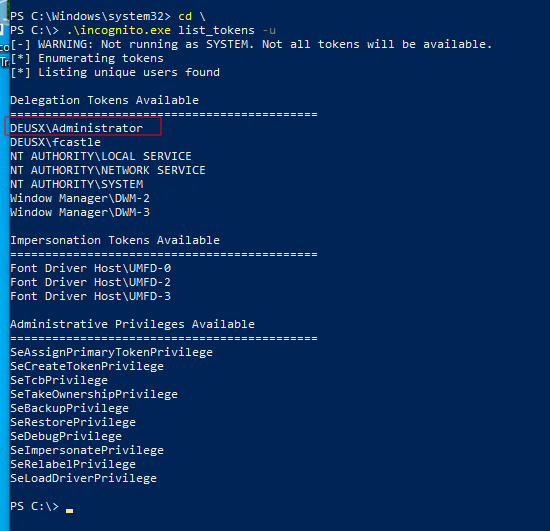 PS C:\Windows\system32> cd \
PS C:\> .\incognito.exe list_tokens -u
[-] WARNING: Not running as SYSTEM. Not all tokens will be available.
[*] Enumerating tokens
[*] Listing unique users found
Delegation Tokens Available
============================================
DEUSX\Administrator
DEUSX\fcastle
NT AUTHORITY\LOCAL SERVICE
NT AUTHORITY\NETWORK SERVICE
NT AUTHORITY\SYSTEM
Window Manager\DWM-2
Window Manager\DWM-3
Impersonation Tokens Available
============================================
Font Driver Host\UMFD-0
Font Driver Host\UMFD-2
Font Driver Host\UMFD-3
Administrative Privileges Available
============================================
SeAssignPrimaryTokenPrivilege
SeCreateTokenPrivilege
SeTcbPrivilege
SeTakeOwnershipPrivilege
SeBackupPrivilege
SeRestorePrivilege
SeDebugPrivilege
SeImpersonatePrivilege
SeRelabelPrivilege
SeLoadDriverPrivilege
PS C:\>